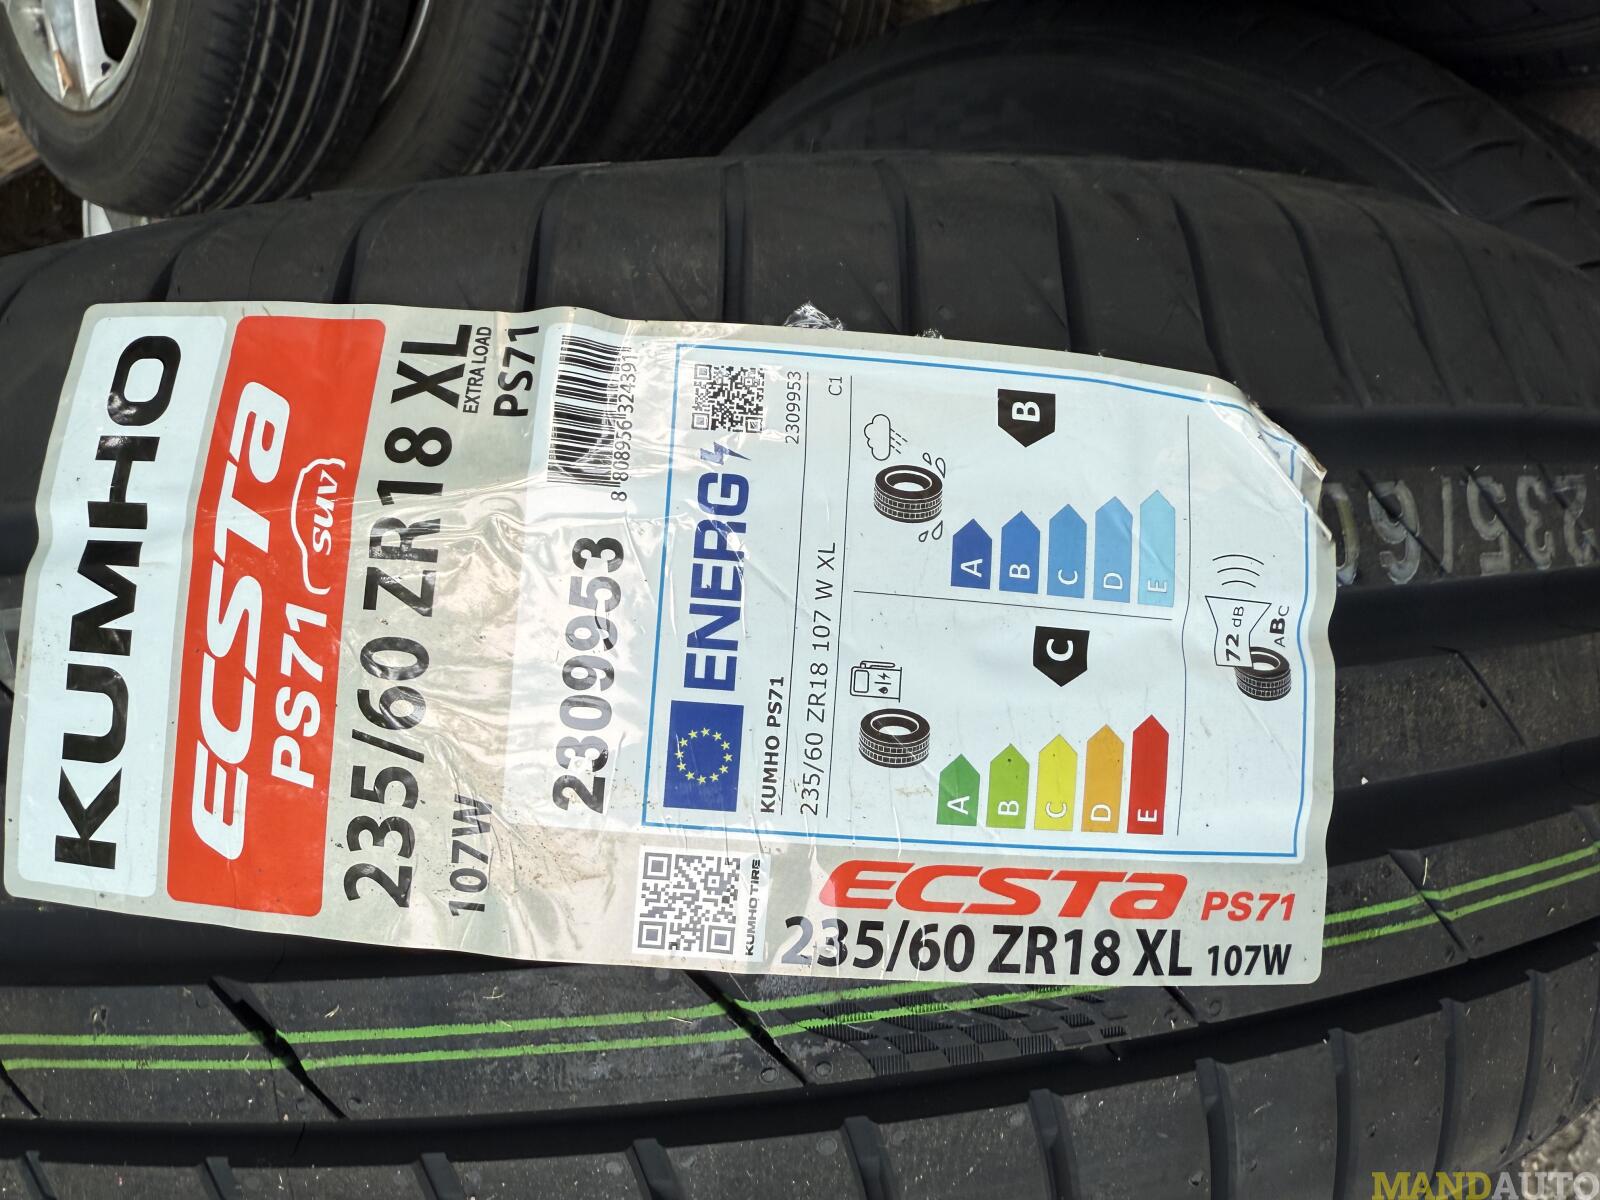 KUMHO
ECSTA
PS71 SUV
235/60 ZR18 XL
EXTRA LOAD
107W
PS71
8 808956 324391
2309953
ENERG
2309953
KUMHO PS71
235/60 ZR18 107 W XL
C1
B
A
B
C
D
E
C
A
B
C
D
E
72 dB
ABC
KUMHO TIRE
ECSTA PS71
235/60 ZR18 XL 107W
235/60
MANDAUTO